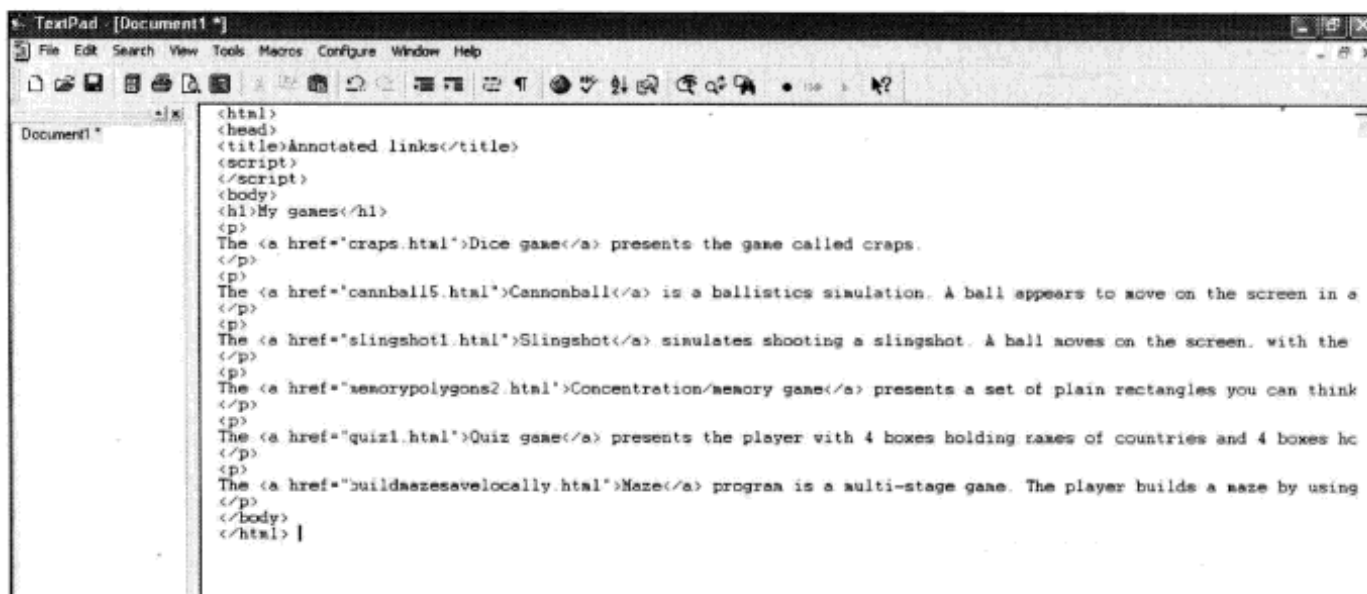 TextPad - [Document1 *]
File Edit Search View Tools Macros Configure Window Help
Document1 *
<html>
<head>
<title>Annotated links</title>
<script>
</script>
<body>
<h1>My games</h1>
<p>
The <a href="craps.html">Dice game</a> presents the game called craps.
</p>
<p>
The <a href="cannball5.html">Cannonball</a> is a ballistics simulation. A ball appears to move on the screen in a
</p>
<p>
The <a href="slingshot1.html">Slingshot</a> simulates shooting a slingshot. A ball moves on the screen, with the
</p>
<p>
The <a href="memorypolygons2.html">Concentration/memory game</a> presents a set of plain rectangles you can think
</p>
<p>
The <a href="quiz1.html">Quiz game</a> presents the player with 4 boxes holding names of countries and 4 boxes hc
</p>
<p>
The <a href="buildmazesavelocally.html">Maze</a> program is a multi-stage game. The player builds a maze by using
</p>
</body>
</html>